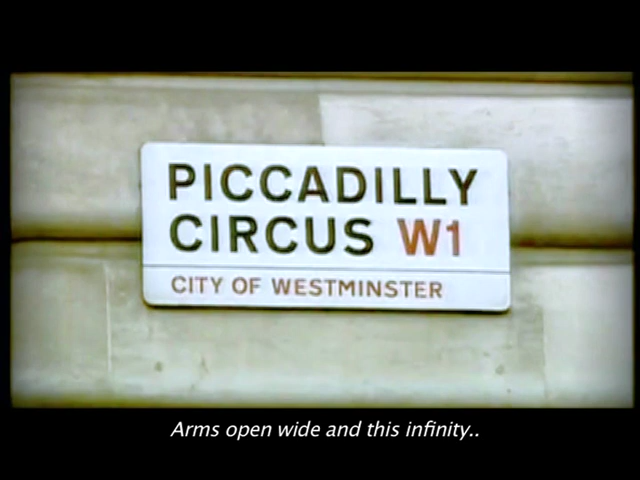 PICCADILLY
CIRCUS W1
CITY OF WESTMINSTER
Arms open wide and this infinity..